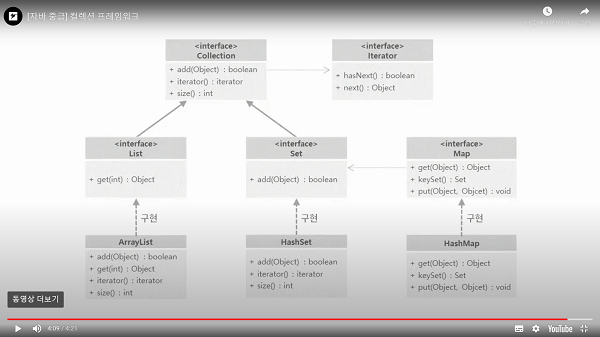 [자바 중급] 컬렉션 프레임워크
<interface>
Collection
+ add(Object) : boolean
+ iterator() : iterator
+ size() : int
<interface>
Iterator
+ hasNext() : boolean
+ next() : Object
<interface>
List
+ get(int) : Object
<interface>
Set
+ add(Object) : boolean
<interface>
Map
+ get(Object) : Object
+ keySet() : Set
+ put(Object, Objcet) : void
구현
구현
구현
ArrayList
+ add(Object) : boolean
+ get(int) : Object
+ iterator() : iterator
+ size() : int
HashSet
+ add(Object) : boolean
+ iterator() : iterator
+ size() : int
HashMap
+ get(Object) : Object
+ keySet() : Set
+ put(Object, Objcet) : void
동영상 더보기
4:09 / 4:21
YouTube